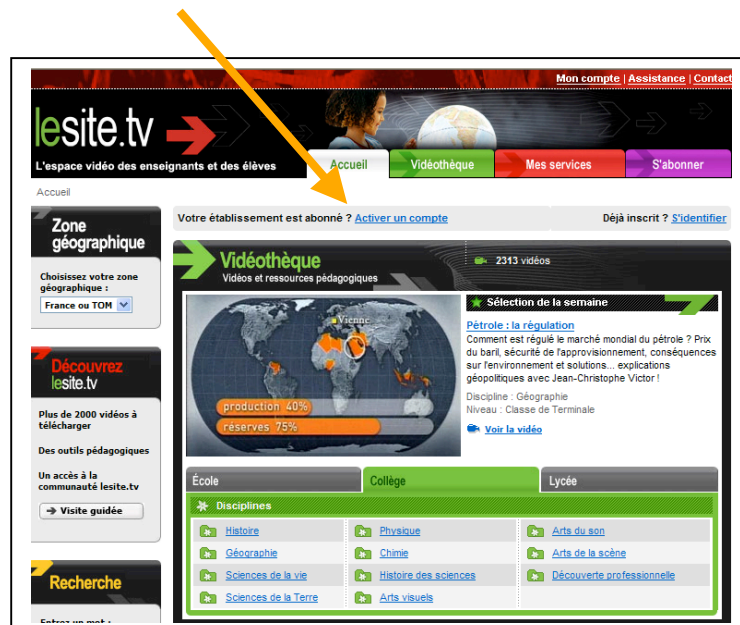 Mon compte | Assistance | Contact
lesite.tv
L'espace vidéo des enseignants et des élèves
Accueil
Vidéothèque
Mes services
S'abonner
Accueil
Zone
géographique
Choisissez votre zone
géographique :
France ou TOM
Découvrez
lesite.tv
Plus de 2000 vidéos à
télécharger
Des outils pédagogiques
Un accès à la
communauté lesite.tv
Visite guidée
Recherche
Entrez un mot :
Votre établissement est abonné ? Activer un compte
Déjà inscrit ? S'identifier
Vidéothèque
Vidéos et ressources pédagogiques
2313 vidéos
Vienne
production 40%
réserves 75%
Sélection de la semaine
Pétrole : la régulation
Comment est régulé le marché mondial du pétrole ? Prix
du baril, sécurité de l'approvisionnement, conséquences
sur l'environnement et solutions... explications
géopolitiques avec Jean-Christophe Victor !
Discipline : Géographie
Niveau : Classe de Terminale
Voir la vidéo
École
Collège
Lycée
Disciplines
Histoire
Physique
Arts du son
Géographie
Chimie
Arts de la scène
Sciences de la vie
Histoire des sciences
Découverte professionnelle
Sciences de la Terre
Arts visuels